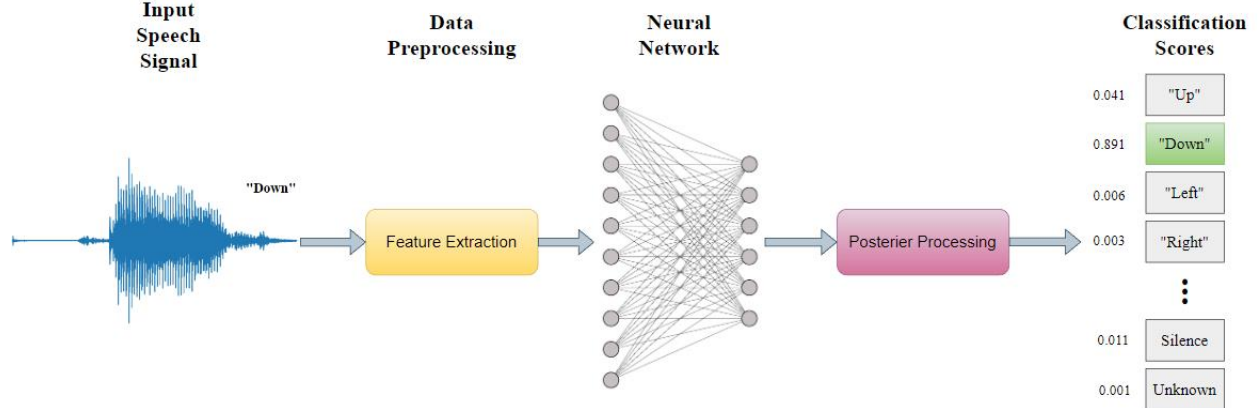 Input
Speech
Signal
Data
Preprocessing
Neural
Network
Classification
Scores
"Down"
Feature Extraction
Posterier Processing
0.041 "Up"
0.891 "Down"
0.006 "Left"
0.003 "Right"
0.011 Silence
0.001 Unknown